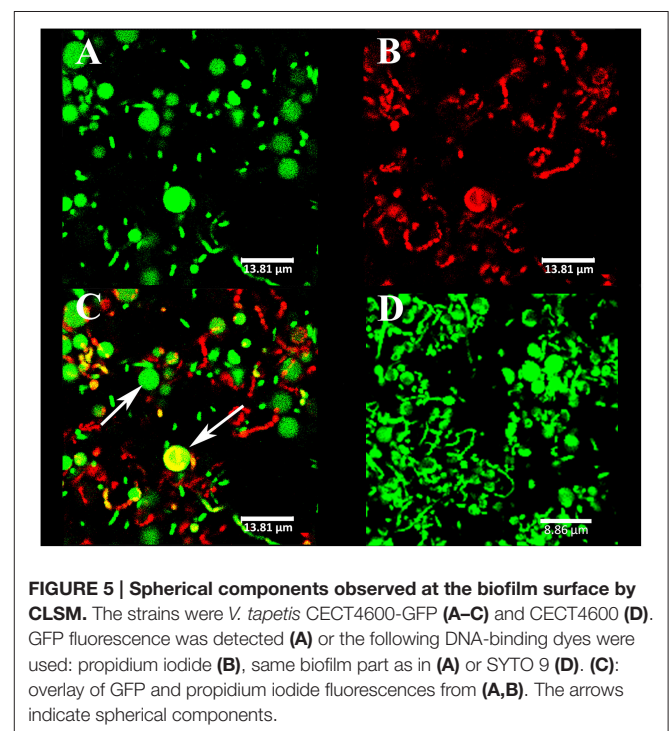 A
B
13.81 µm
13.81 µm
C
D
13.81 µm
8.86 µm
FIGURE 5 | Spherical components observed at the biofilm surface by
CLSM. The strains were V. tapetis CECT4600-GFP (A–C) and CECT4600 (D).
GFP fluorescence was detected (A) or the following DNA-binding dyes were
used: propidium iodide (B), same biofilm part as in (A) or SYTO 9 (D). (C):
overlay of GFP and propidium iodide fluorescences from (A,B). The arrows
indicate spherical components.